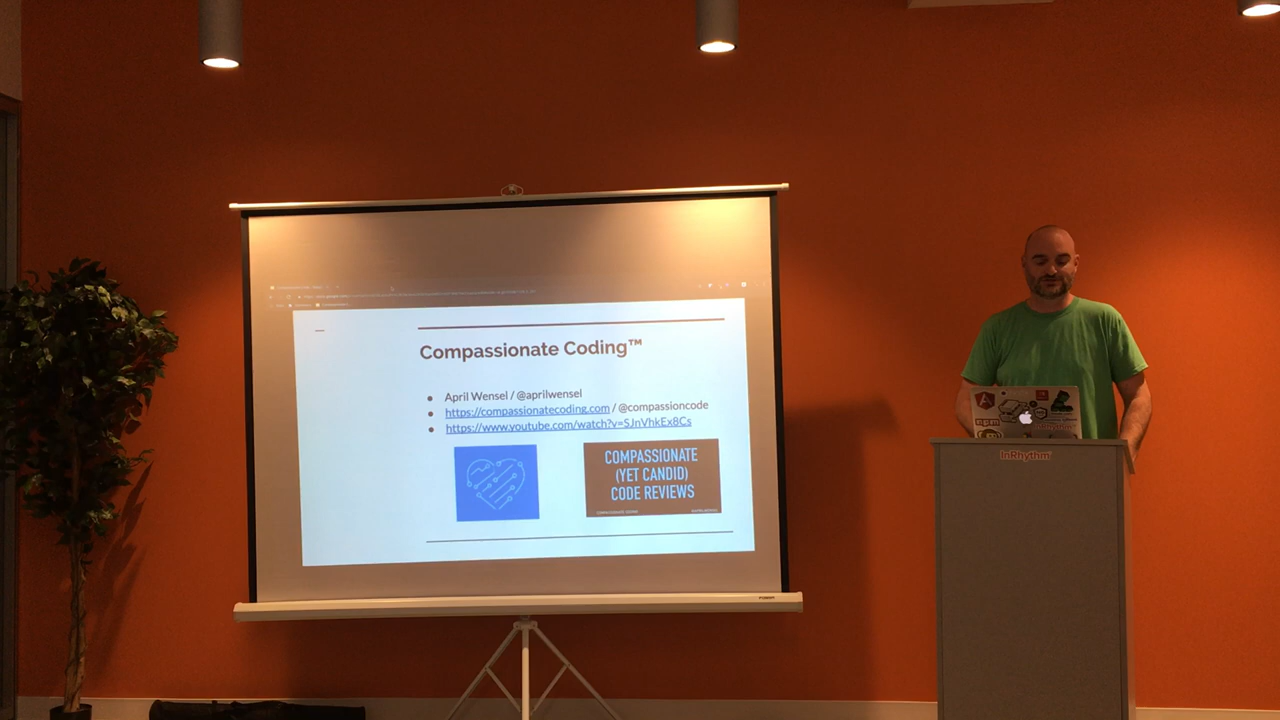 Compassionate Coding™
● April Wensel / @aprilwensel
● https://compassionatecoding.com / @compassioncode
● https://www.youtube.com/watch?v=SJnVhkEx8Cs
COMPASSIONATE
(YET CANDID)
CODE REVIEWS
npm
InRhythm